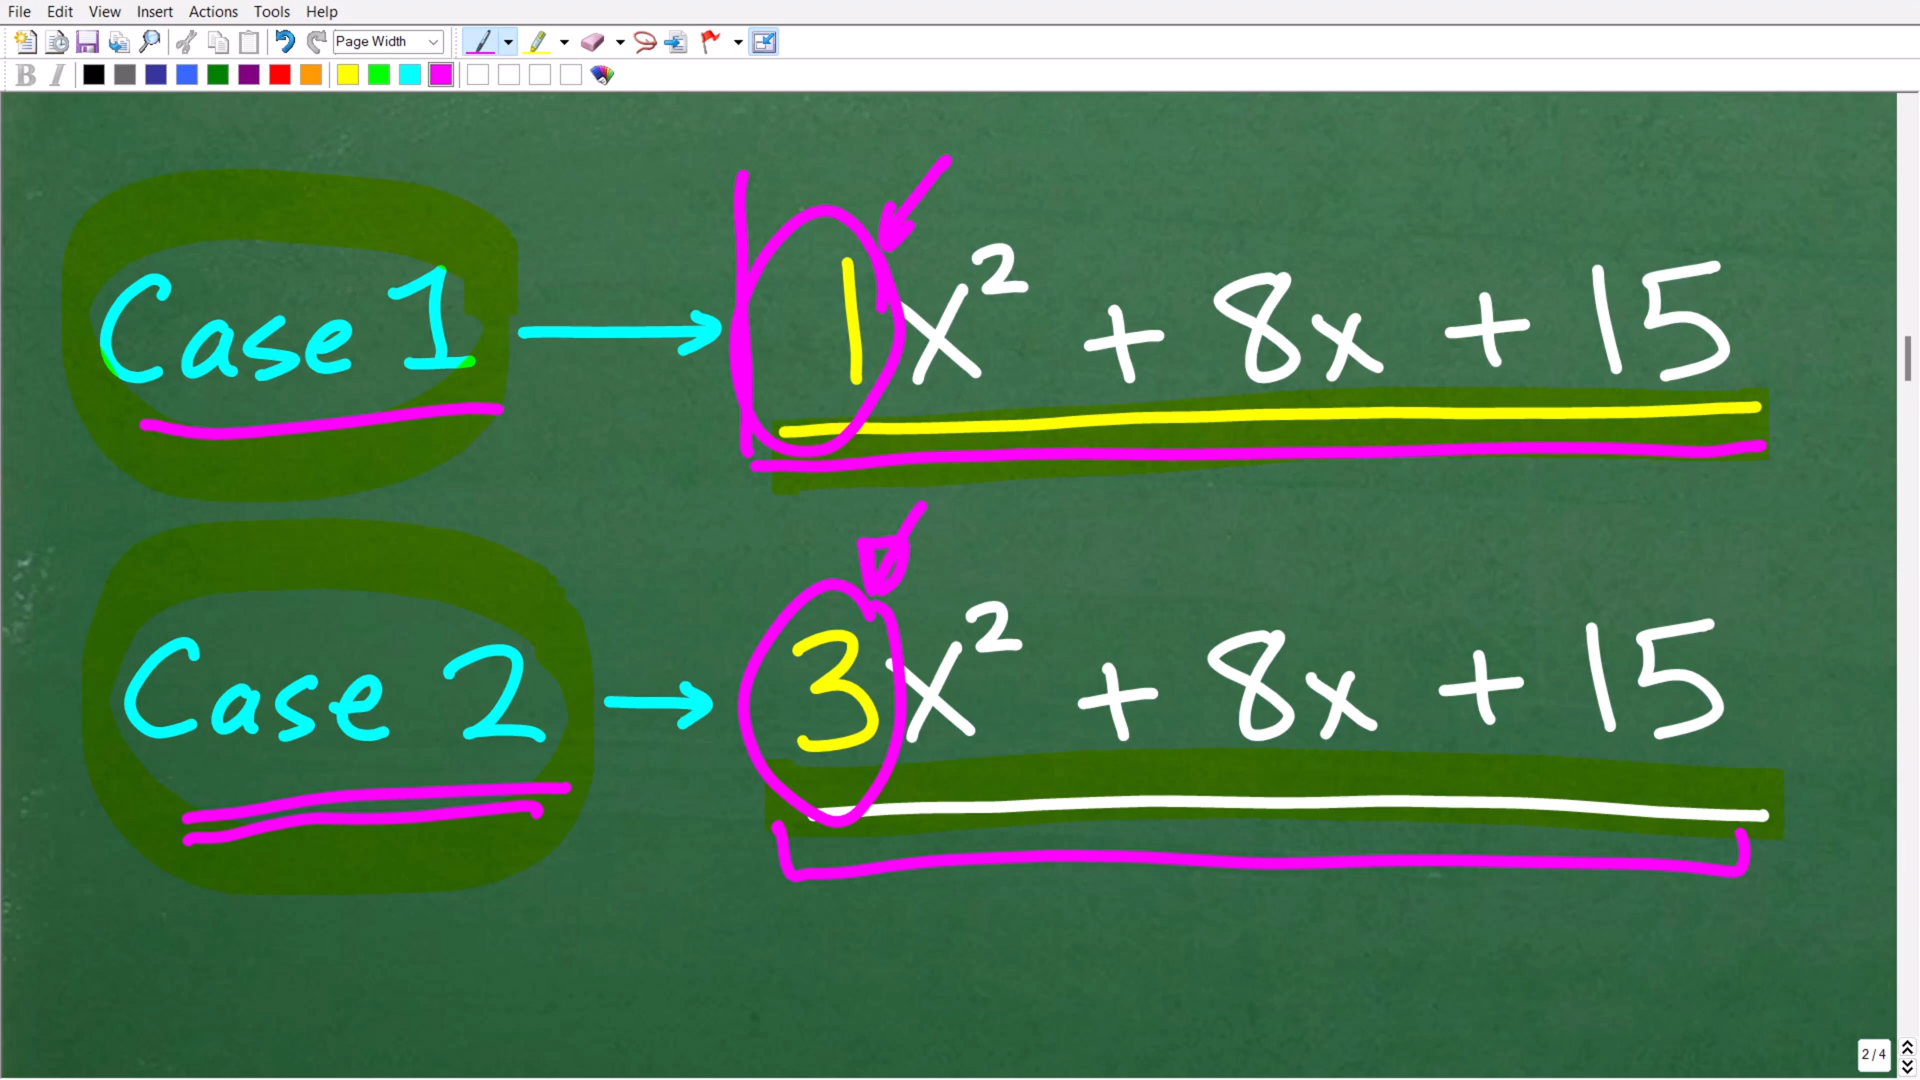 File Edit View Insert Actions Tools Help
Page Width
B I
Case 1 → 1x² + 8x + 15
Case 2 → 3x² + 8x + 15
2 / 4